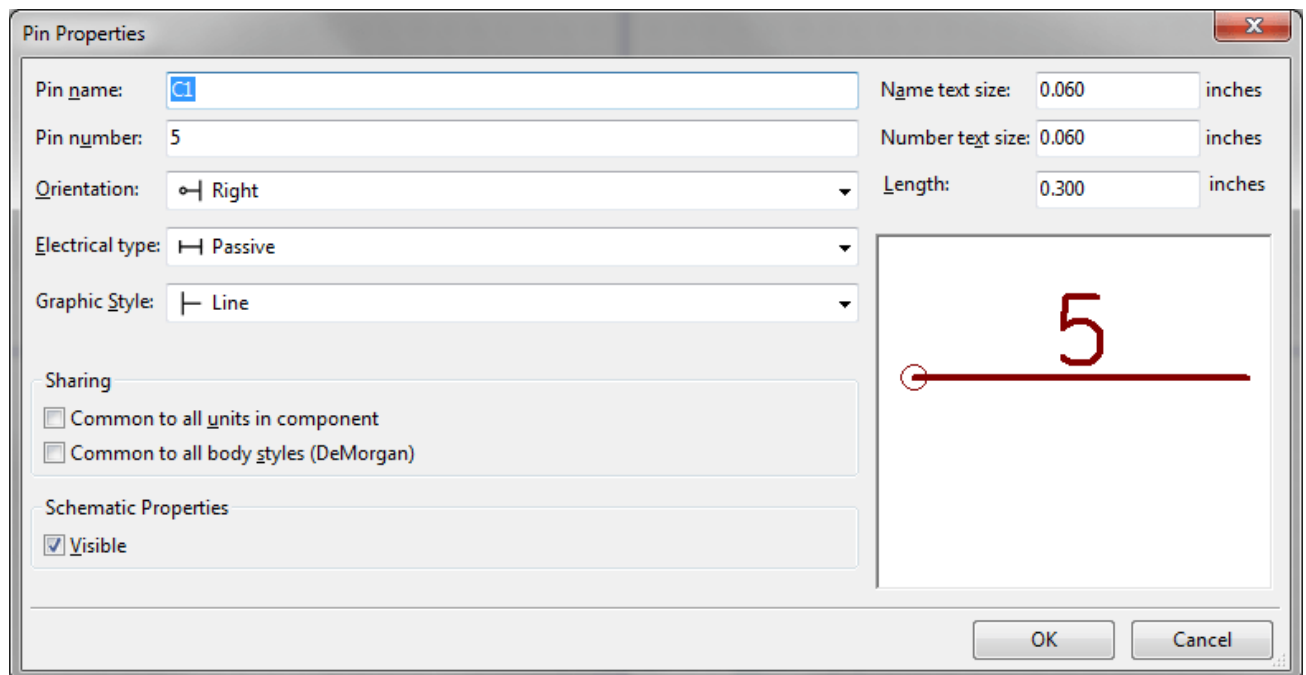 Pin Properties
Pin name: C1
Name text size: 0.060 inches
Pin number: 5
Number text size: 0.060 inches
Orientation: Right
Length: 0.300 inches
Electrical type: Passive
Graphic Style: Line
5
Sharing
Common to all units in component
Common to all body styles (DeMorgan)
Schematic Properties
Visible
OK Cancel